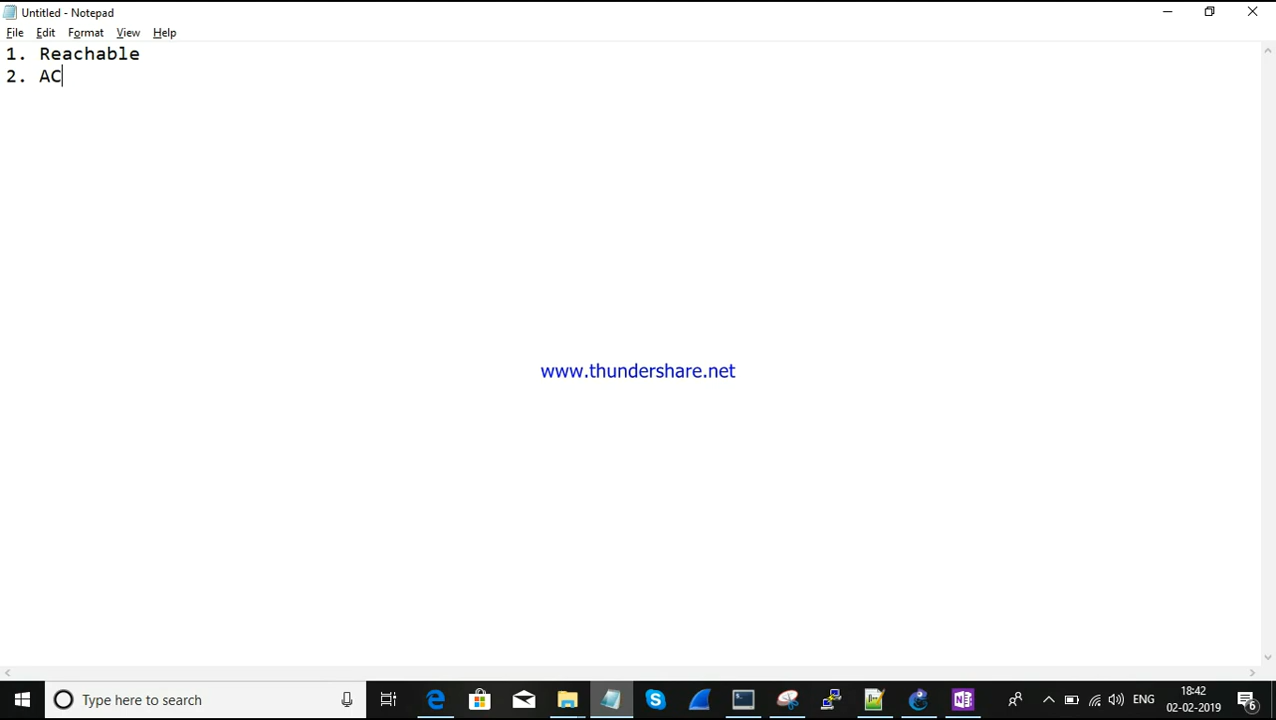 Untitled - Notepad
File Edit Format View Help
1. Reachable
2. AC
www.thundershare.net
Type here to search
ENG
18:42
02-02-2019
6